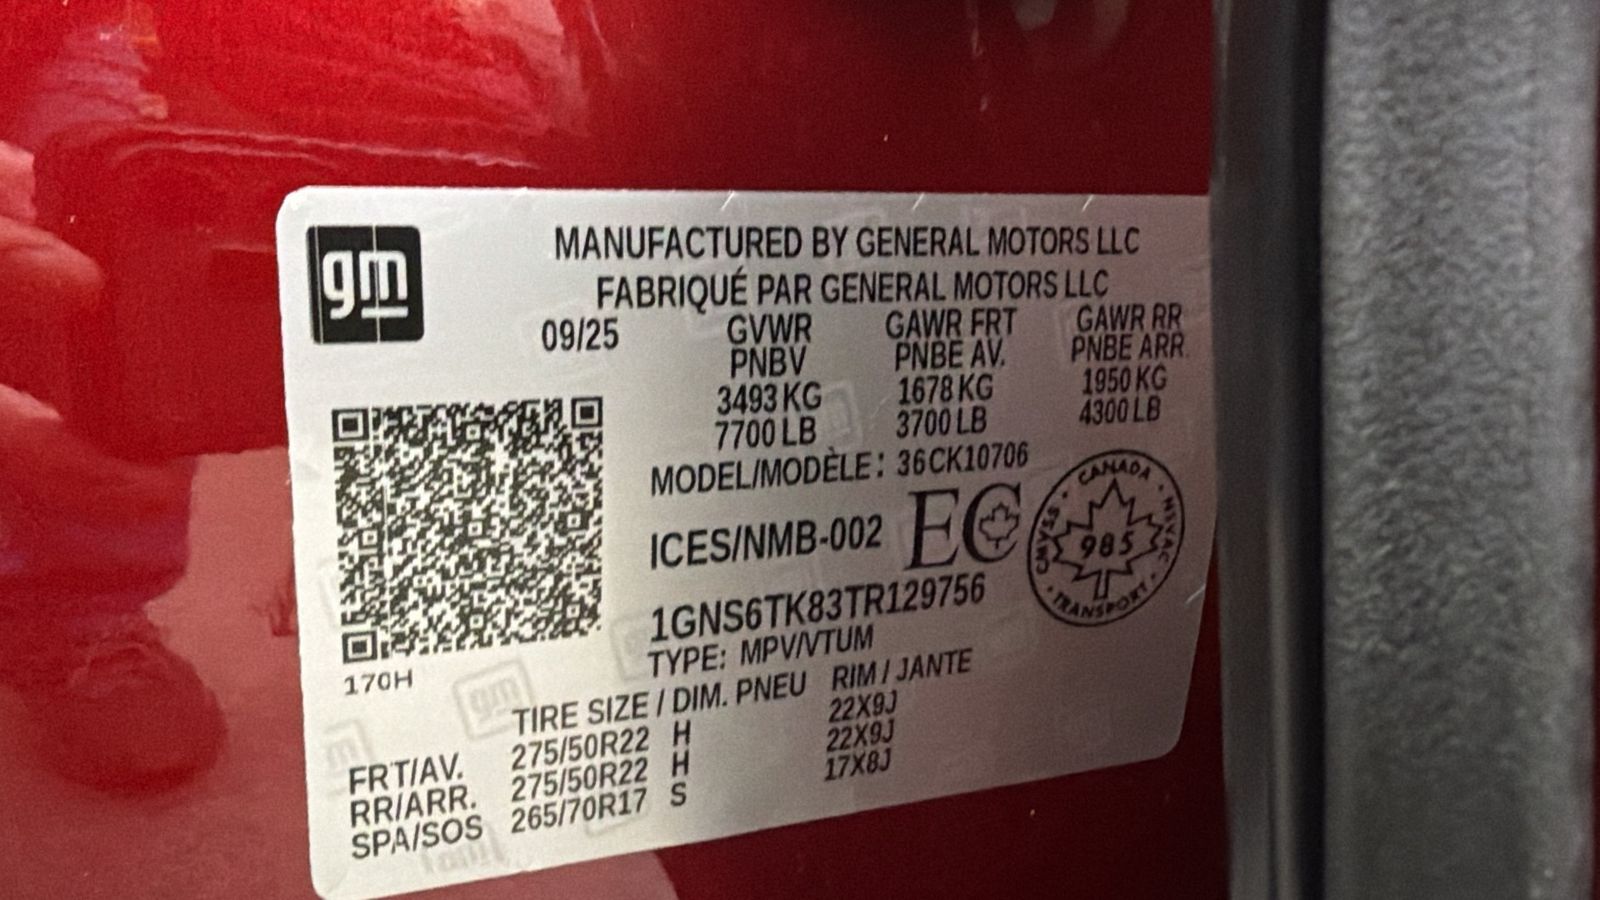 gm
MANUFACTURED BY GENERAL MOTORS LLC
FABRIQUÉ PAR GENERAL MOTORS LLC
09/25 GVWR GAWR FRT GAWR RR
PNBV PNBE AV. PNBE ARR.
3493 KG 1678 KG 1950 KG
7700 LB 3700 LB 4300 LB
MODEL/MODÈLE: 36CK10706
ICES/NMB-002 EC
CANADA
CMVSS 985 NVSAC
TRANSPORT
1GNS6TK83TR129756
TYPE: MPV/VTUM
170H
TIRE SIZE / DIM. PNEU RIM / JANTE
FRT/AV. 275/50R22 H 22X9J
RR/ARR. 275/50R22 H 22X9J
SPA/SOS 265/70R17 S 17X8J